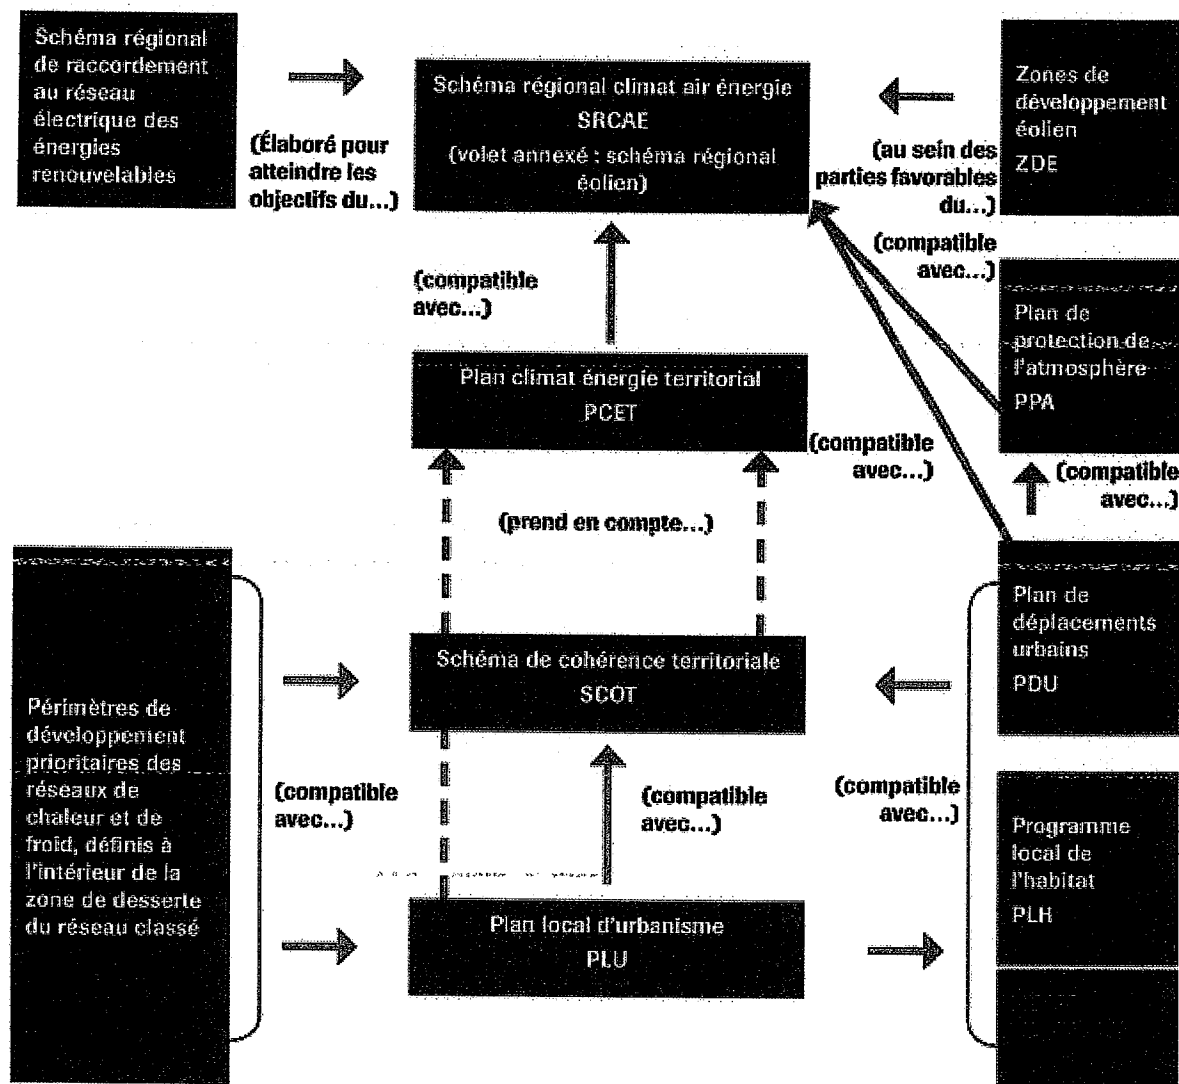 Schéma régional
de raccordement
au réseau
électrique des
énergies
renouvelables
(Élaboré pour
atteindre les
objectifs du...)
Schéma régional climat air énergie
SRCAE
(volet annexé : schéma régional
éolien)
Zones de
développement
éolien
ZDE
(au sein des
parties favorables
du...)
(compatible
avec...)
(compatible
avec...)
Plan de
protection de
l'atmosphère
PPA
Plan climat énergie territorial
PCET
(compatible
avec...)
(compatible
avec...)
(prend en compte...)
Plan de
déplacements
urbains
PDU
Schéma de cohérence territoriale
SCOT
Périmètres de
développement
prioritaires des
réseaux de
chaleur et de
froid, définis à
l'intérieur de la
zone de desserte
du réseau classé
(compatible
avec...)
(compatible
avec...)
(compatible
avec...)
Programme
local de
l'habitat
PLH
Plan local d'urbanisme
PLU